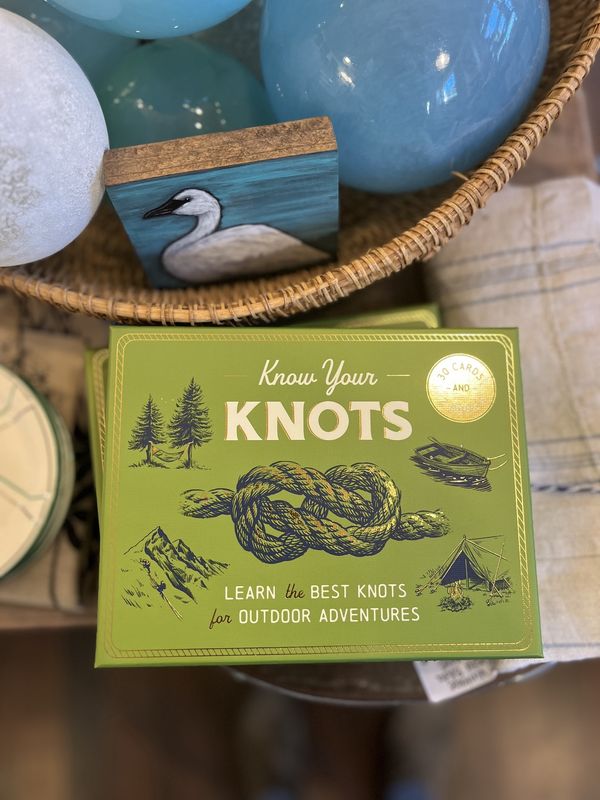 Know Your
KNOTS
30 CARDS
AND
LEARN the BEST KNOTS
for OUTDOOR ADVENTURES